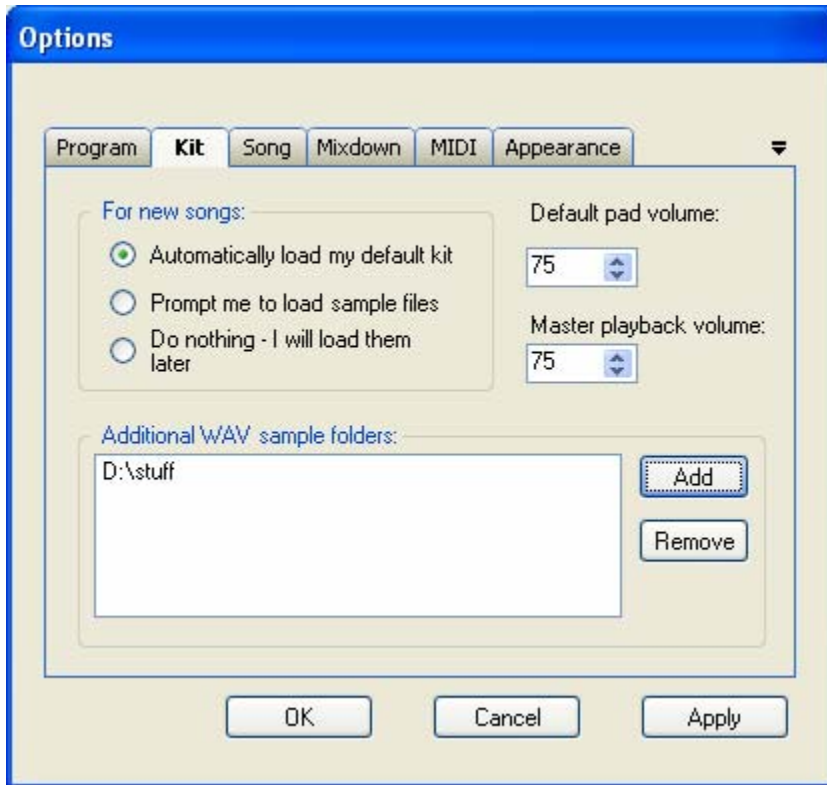 Options
Program Kit Song Mixdown MIDI Appearance
For new songs:
Automatically load my default kit
Prompt me to load sample files
Do nothing - I will load them
later
Default pad volume:
75
Master playback volume:
75
Additional WAV sample folders:
D:\stuff
Add
Remove
OK Cancel Apply